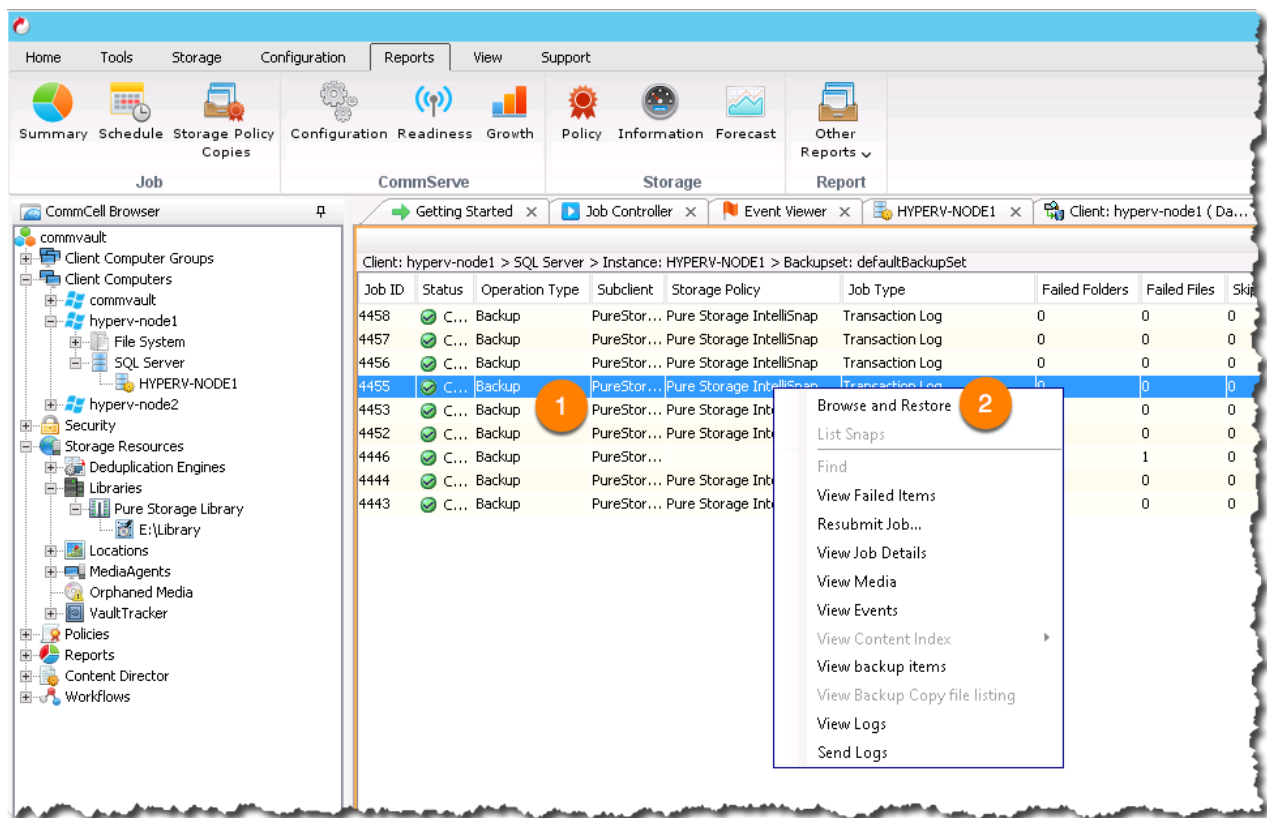 Home Tools Storage Configuration Reports View Support
Summary Schedule Storage Policy Copies Configuration Readiness Growth Policy Information Forecast Other Reports
Job CommServe Storage Report
CommCell Browser
Getting Started Job Controller Event Viewer HYPERV-NODE1 Client: hyperv-node1 ( Da...
commvault
Client Computer Groups
Client Computers
commvault
hyperv-node1
File System
SQL Server
HYPERV-NODE1
hyperv-node2
Security
Storage Resources
Deduplication Engines
Libraries
Pure Storage Library
E:\Library
Locations
MediaAgents
Orphaned Media
VaultTracker
Policies
Reports
Content Director
Workflows
Client: hyperv-node1 > SQL Server > Instance: HYPERV-NODE1 > Backupset: defaultBackupSet
Job ID Status Operation Type Subclient Storage Policy Job Type Failed Folders Failed Files
4458 C... Backup PureStor... Pure Storage IntelliSnap Transaction Log 0 0 0
4457 C... Backup PureStor... Pure Storage IntelliSnap Transaction Log 0 0 0
4456 C... Backup PureStor... Pure Storage IntelliSnap Transaction Log 0 0 0
4455 C... Backup PureStor... Pure Storage IntelliSnap Transaction Log 0 0 0
4453 C... Backup PureStor... Pure Storage Int 0 0
4452 C... Backup PureStor... Pure Storage Int 0 0
4446 C... Backup PureStor... 1 0
4444 C... Backup PureStor... Pure Storage Int 0 0
4443 C... Backup PureStor... Pure Storage Int 0 0
1
2
Browse and Restore
List Snaps
Find
View Failed Items
Resubmit Job...
View Job Details
View Media
View Events
View Content Index
View backup items
View Backup Copy file listing
View Logs
Send Logs